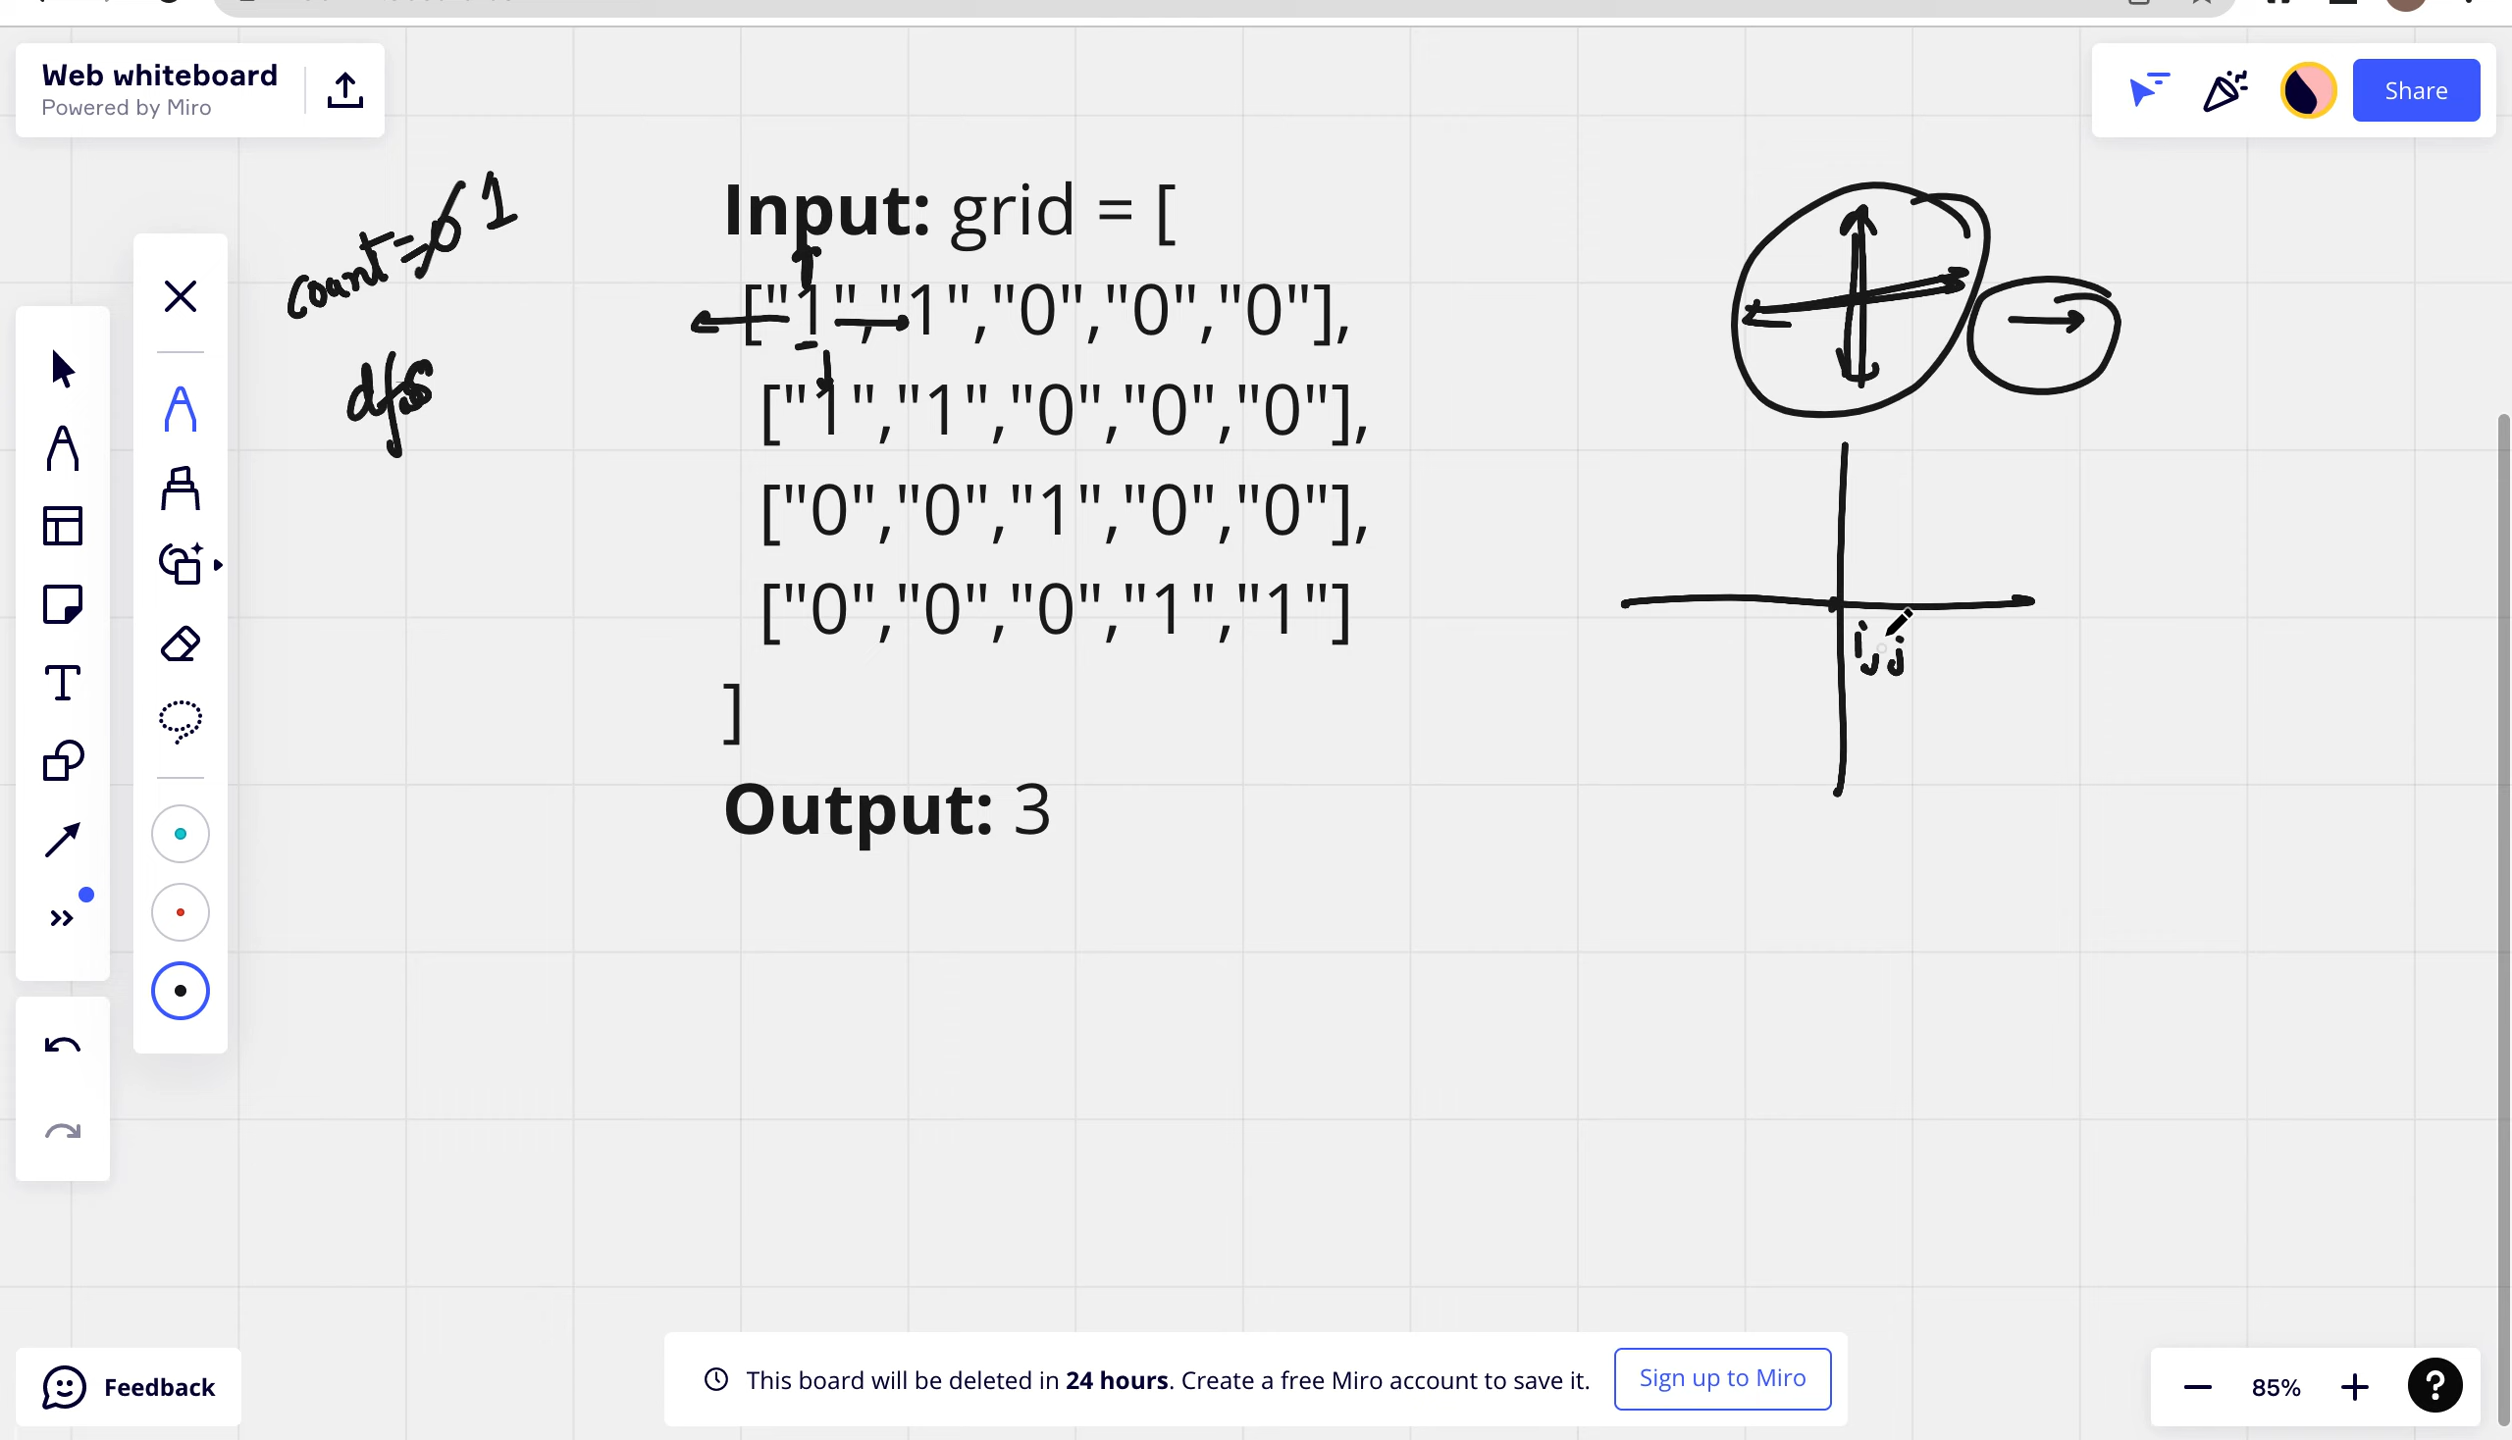 Web whiteboard
Powered by Miro
Share
count = 0 1
dfs
Input: grid = [
["1","1","0","0","0"],
["1","1","0","0","0"],
["0","0","1","0","0"],
["0","0","0","1","1"]
]
Output: 3
i,j
Feedback
This board will be deleted in 24 hours. Create a free Miro account to save it.
Sign up to Miro
85%
?